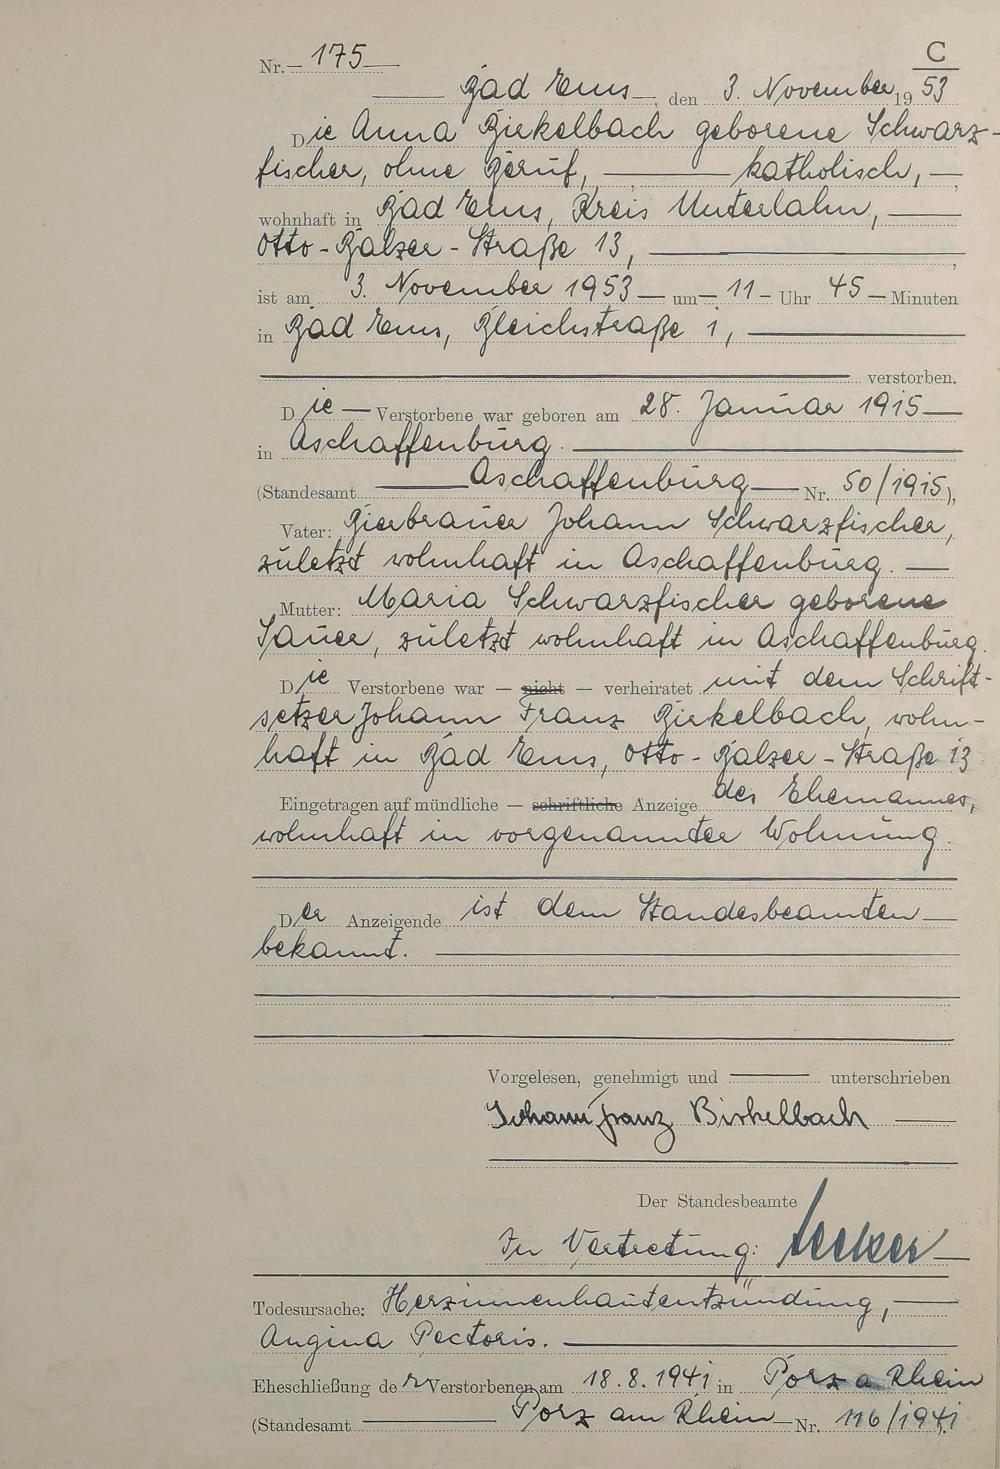 C
Nr. 175
Bad Ems, den 3. November 1953
Die Anna Birkelbach geborene Schwarz-
fischer, ohne Beruf, katholisch,
wohnhaft in Bad Ems, Kreis Unterlahn,
Otto-Balzer-Straße 13,
ist am 3. November 1953 um 11 Uhr 45 Minuten
in Bad Ems, Bleichstraße 1,
verstorben.
Die Verstorbene war geboren am 28. Januar 1915
in Aschaffenburg.
(Standesamt Aschaffenburg Nr. 50/1915),
Vater: Bierbrauer Johann Schwarzfischer,
zuletzt wohnhaft in Aschaffenburg.
Mutter: Maria Schwarzfischer geborene
Sauer, zuletzt wohnhaft in Aschaffenburg.
Die Verstorbene war — nicht — verheiratet mit dem Schrift-
setzer Johann Franz Birkelbach, wohn-
haft in Bad Ems, Otto-Balzer-Straße 13
Eingetragen auf mündliche — schriftliche Anzeige des Ehemannes,
wohnhaft in vorgenannter Wohnung.
Der Anzeigende ist dem Standesbeamten
bekannt.
Vorgelesen, genehmigt und unterschrieben
Johann Franz Birkelbach
Der Standesbeamte
In Vertretung:
Todesursache: Herzinnenhautentzündung,
Angina Pectoris.
Eheschließung der Verstorbenen am 18.8.1941 in Porz a Rhein
(Standesamt Porz am Rhein Nr. 116/1941